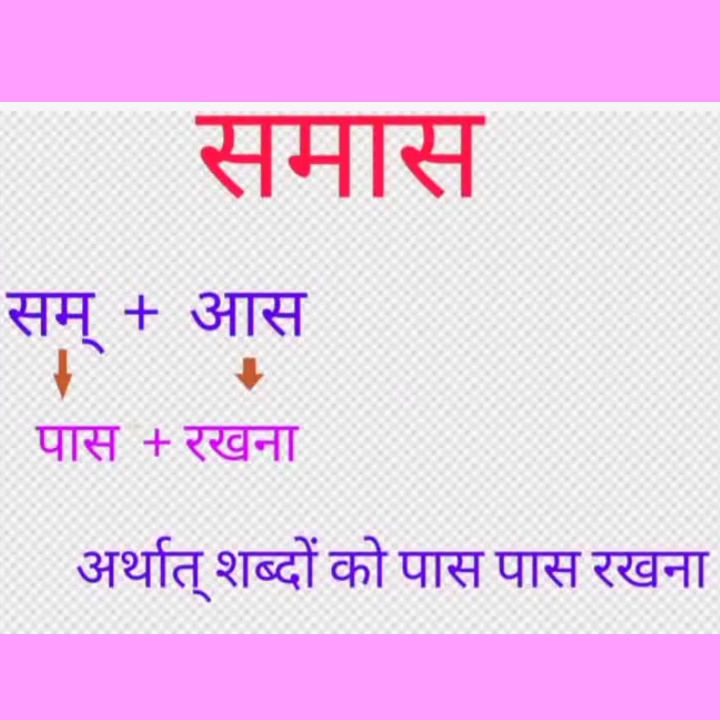 समास
सम् + आस
पास + रखना
अर्थात् शब्दों को पास पास रखना